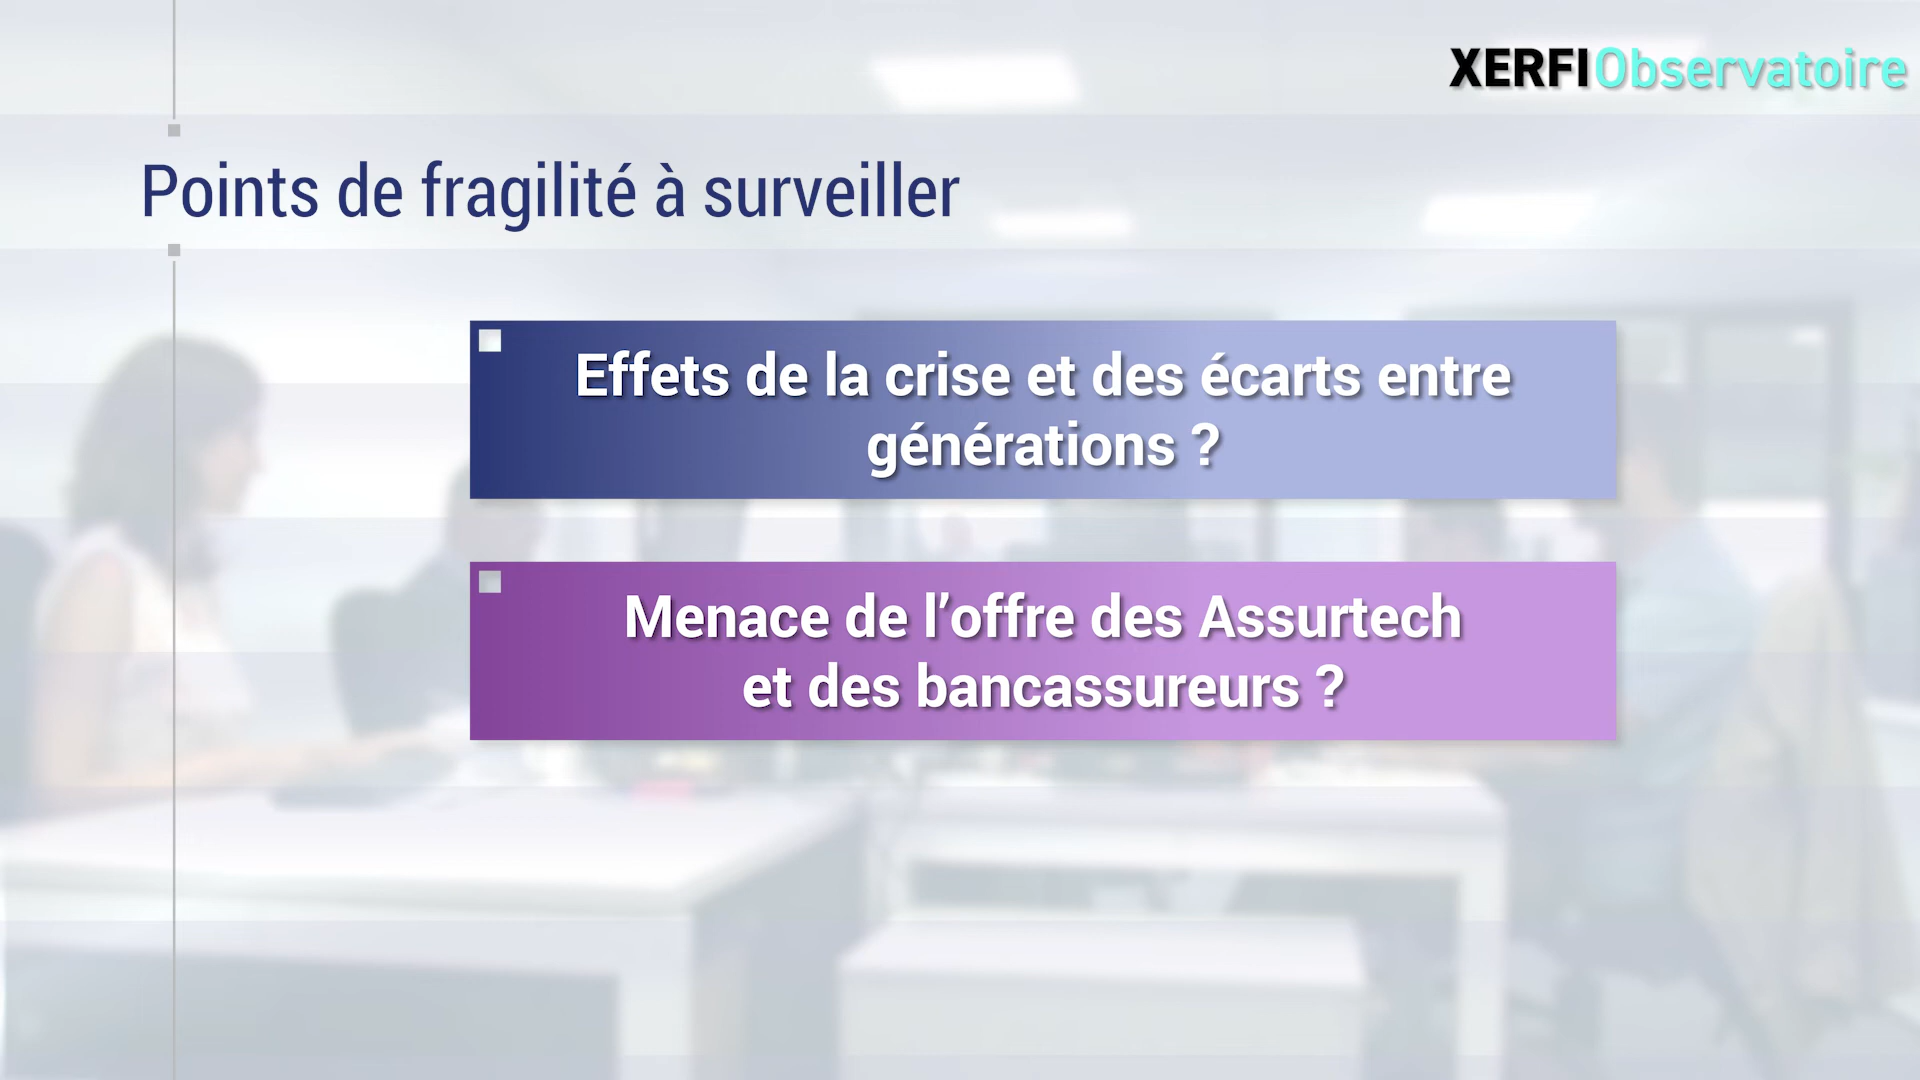 XERFI Observatoire
Points de fragilité à surveiller
Effets de la crise et des écarts entre
générations ?
Menace de l’offre des Assurtech
et des bancassureurs ?